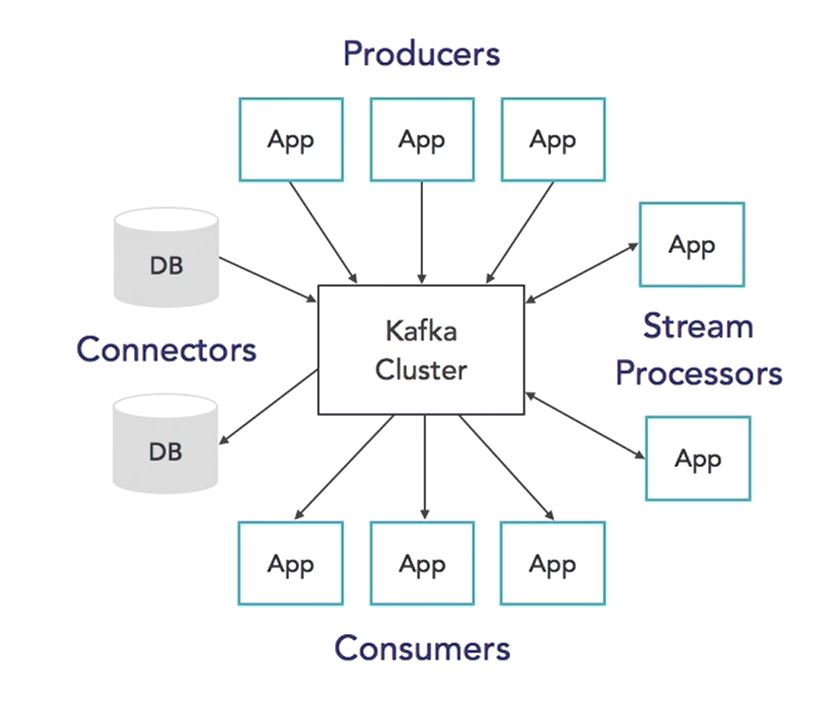 Producers
App
App
App
DB
App
Kafka
Cluster
Connectors
Stream
Processors
DB
App
App
App
App
Consumers